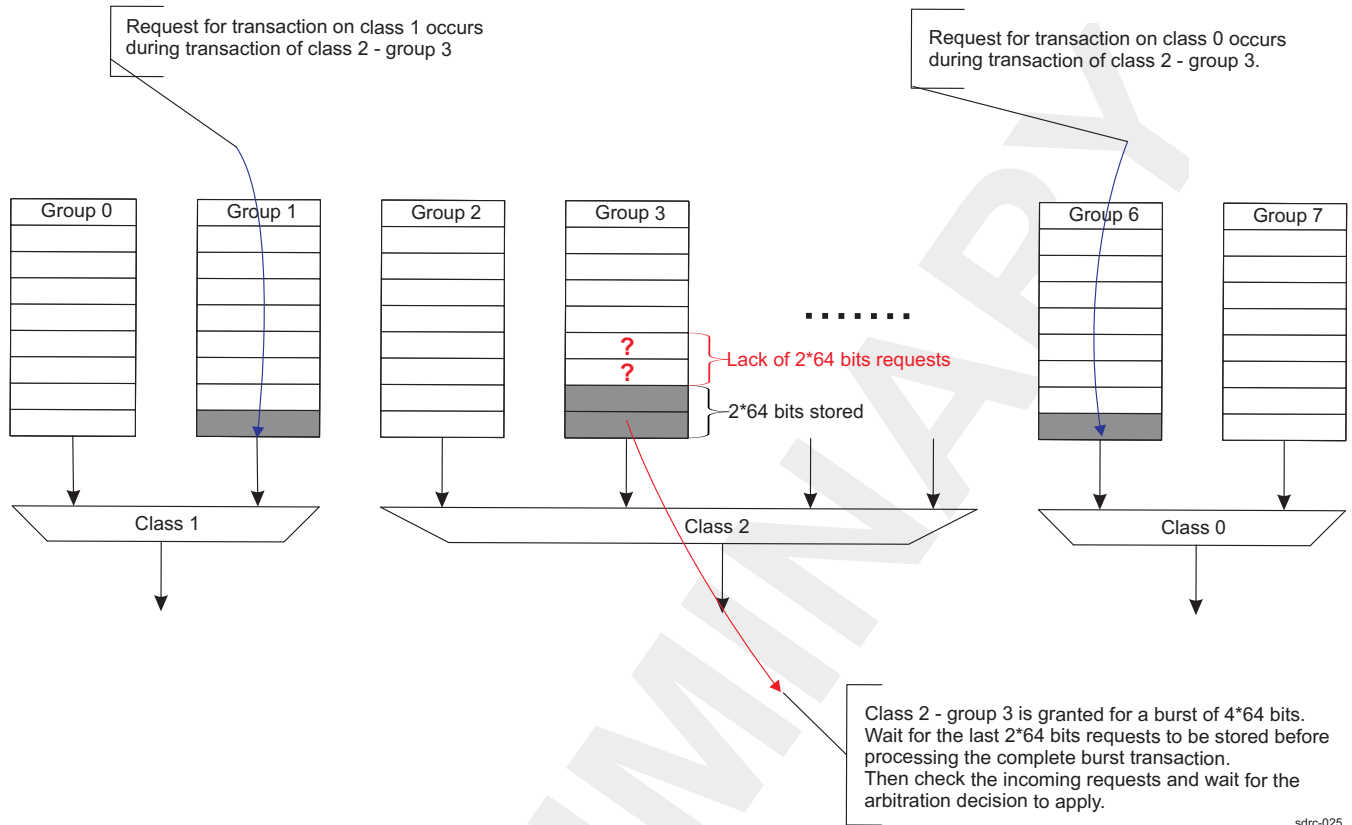 Request for transaction on class 1 occurs
during transaction of class 2 - group 3
Request for transaction on class 0 occurs
during transaction of class 2 - group 3.
Group 0
Group 1
Group 2
Group 3
Group 6
Group 7
.......
?
?
Lack of 2*64 bits requests
2*64 bits stored
Class 1
Class 2
Class 0
Class 2 - group 3 is granted for a burst of 4*64 bits.
Wait for the last 2*64 bits requests to be stored before
processing the complete burst transaction.
Then check the incoming requests and wait for the
arbitration decision to apply.
sdrc-025
MINARY